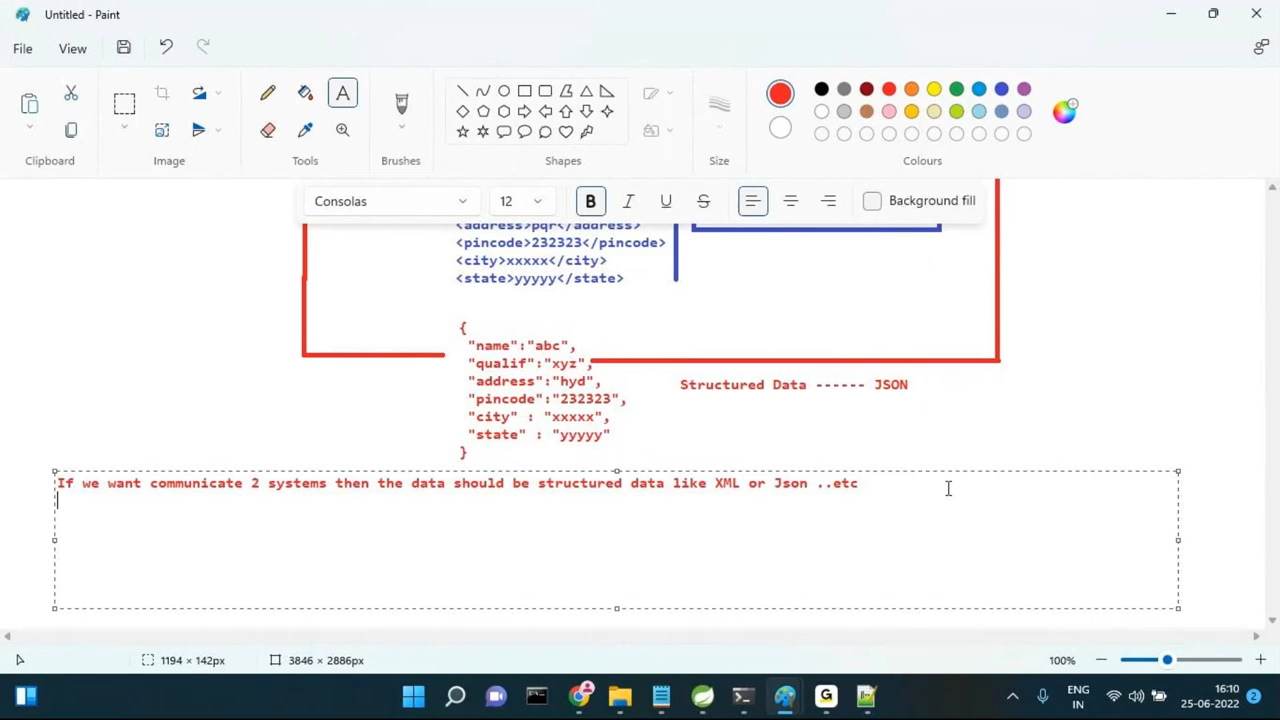 Untitled - Paint
File
View
Clipboard
Image
Tools
Brushes
Shapes
Size
Colours
Consolas
12
B
I
U
S
Background fill
<address>pqr</address>
<pincode>232323</pincode>
<city>xxxxx</city>
<state>yyyyy</state>
{
"name":"abc",
"qualif":"xyz",
"address":"hyd",
"pincode":"232323",
"city" : "xxxxx",
"state" : "yyyyy"
}
Structured Data ------ JSON
If we want communicate 2 systems then the data should be structured data like XML or Json ..etc
1194 × 142px
3846 × 2886px
100%
ENG
IN
16:10
25-06-2022
2